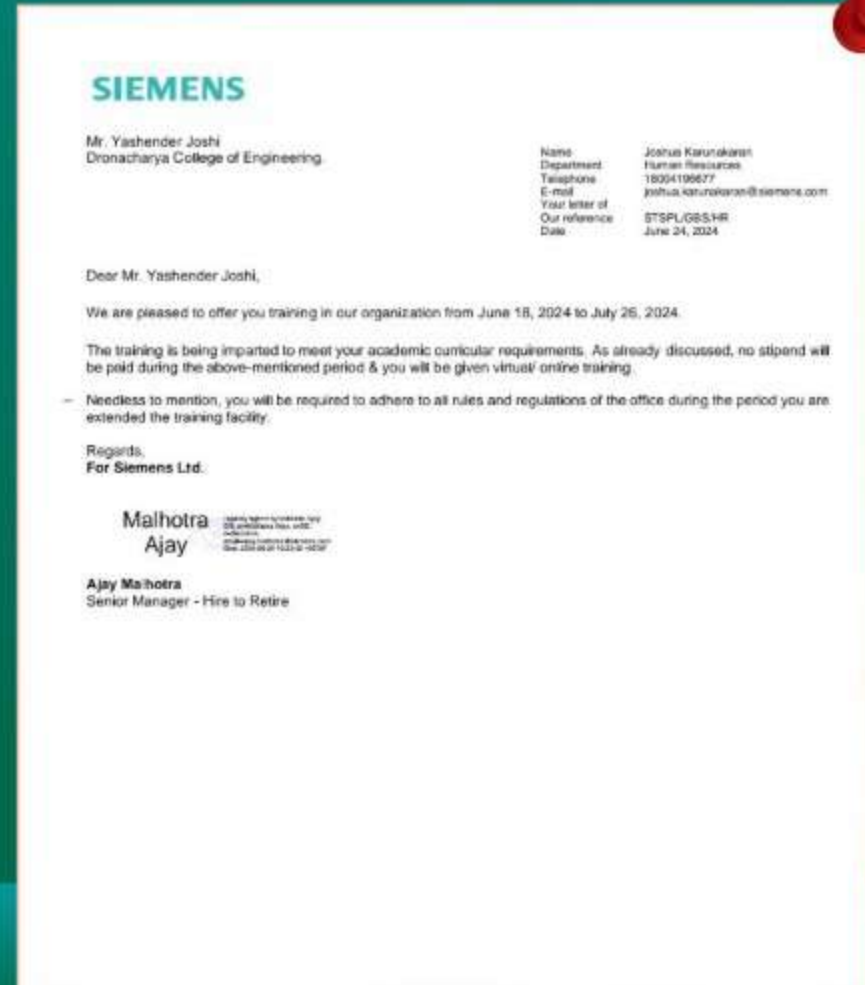 SIEMENS
Mr. Yashender Joshi
Dronacharya College of Engineering
Name Joshua Karunakaran
Department Human Resources
Telephone 18004196677
E-mail joshua.karunakaran@siemens.com
Your letter of
Our reference STSPL/GBS/HR
Date June 24, 2024
Dear Mr. Yashender Joshi,
We are pleased to offer you training in our organization from June 18, 2024 to July 26, 2024.
The training is being imparted to meet your academic curricular requirements. As already discussed, no stipend will
be paid during the above-mentioned period & you will be given virtual/ online training.
– Needless to mention, you will be required to adhere to all rules and regulations of the office during the period you are
extended the training facility.
Regards,
For Siemens Ltd.
Malhotra
Ajay
Ajay Malhotra
Senior Manager - Hire to Retire